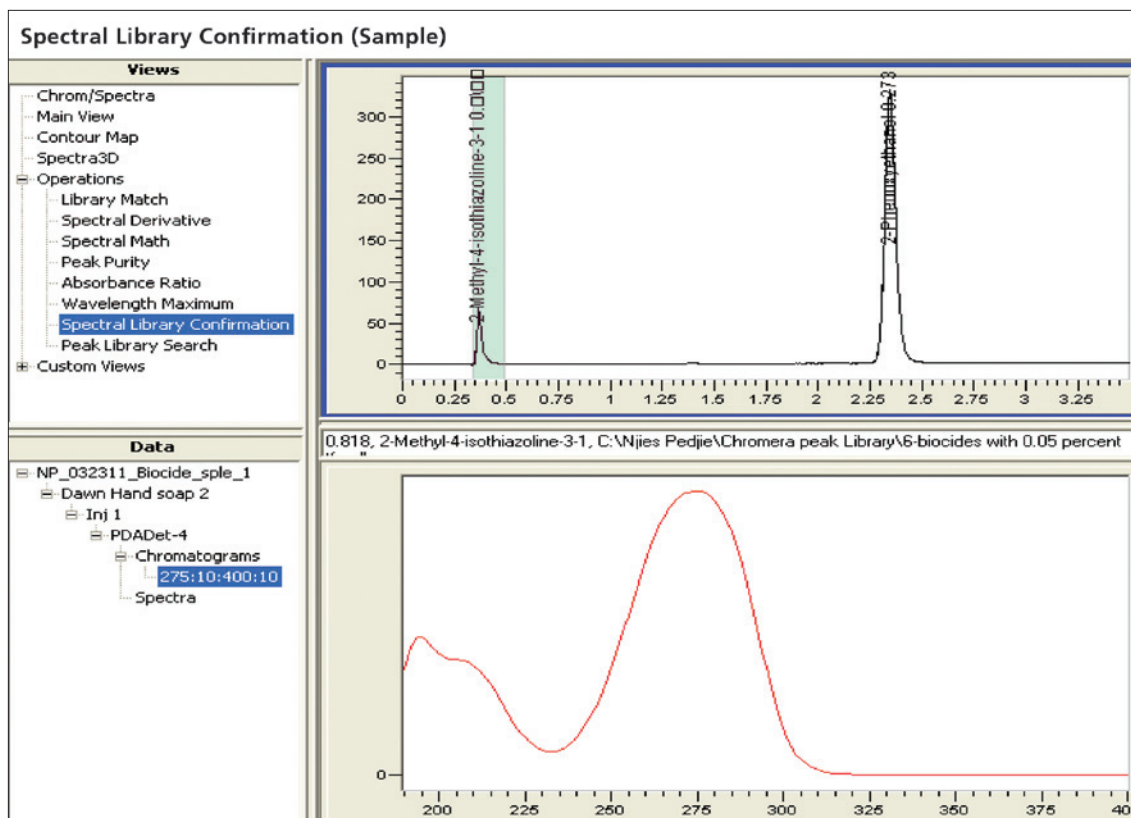 Spectral Library Confirmation (Sample)
Views
Chrom/Spectra
Main View
Contour Map
Spectra3D
Operations
Library Match
Spectral Derivative
Spectral Math
Peak Purity
Absorbance Ratio
Wavelength Maximum
Spectral Library Confirmation
Peak Library Search
Custom Views
Data
NP_032311_Biocide_sple_1
Dawn Hand soap 2
Inj 1
PDADet-4
Chromatograms
275:10:400:10
Spectra
300
250
200
150
100
50
0
2-Methyl-4-isothiazoline-3-1
2-Phenoxyethanol 0.273
0 0.25 0.5 0.75 1 1.25 1.5 1.75 2 2.25 2.5 2.75 3 3.25
0.818, 2-Methyl-4-isothiazoline-3-1, C:\Njies Pedjie\Chromera peak Library\6-biocides with 0.05 percent
0
200 225 250 275 300 325 350 375 40